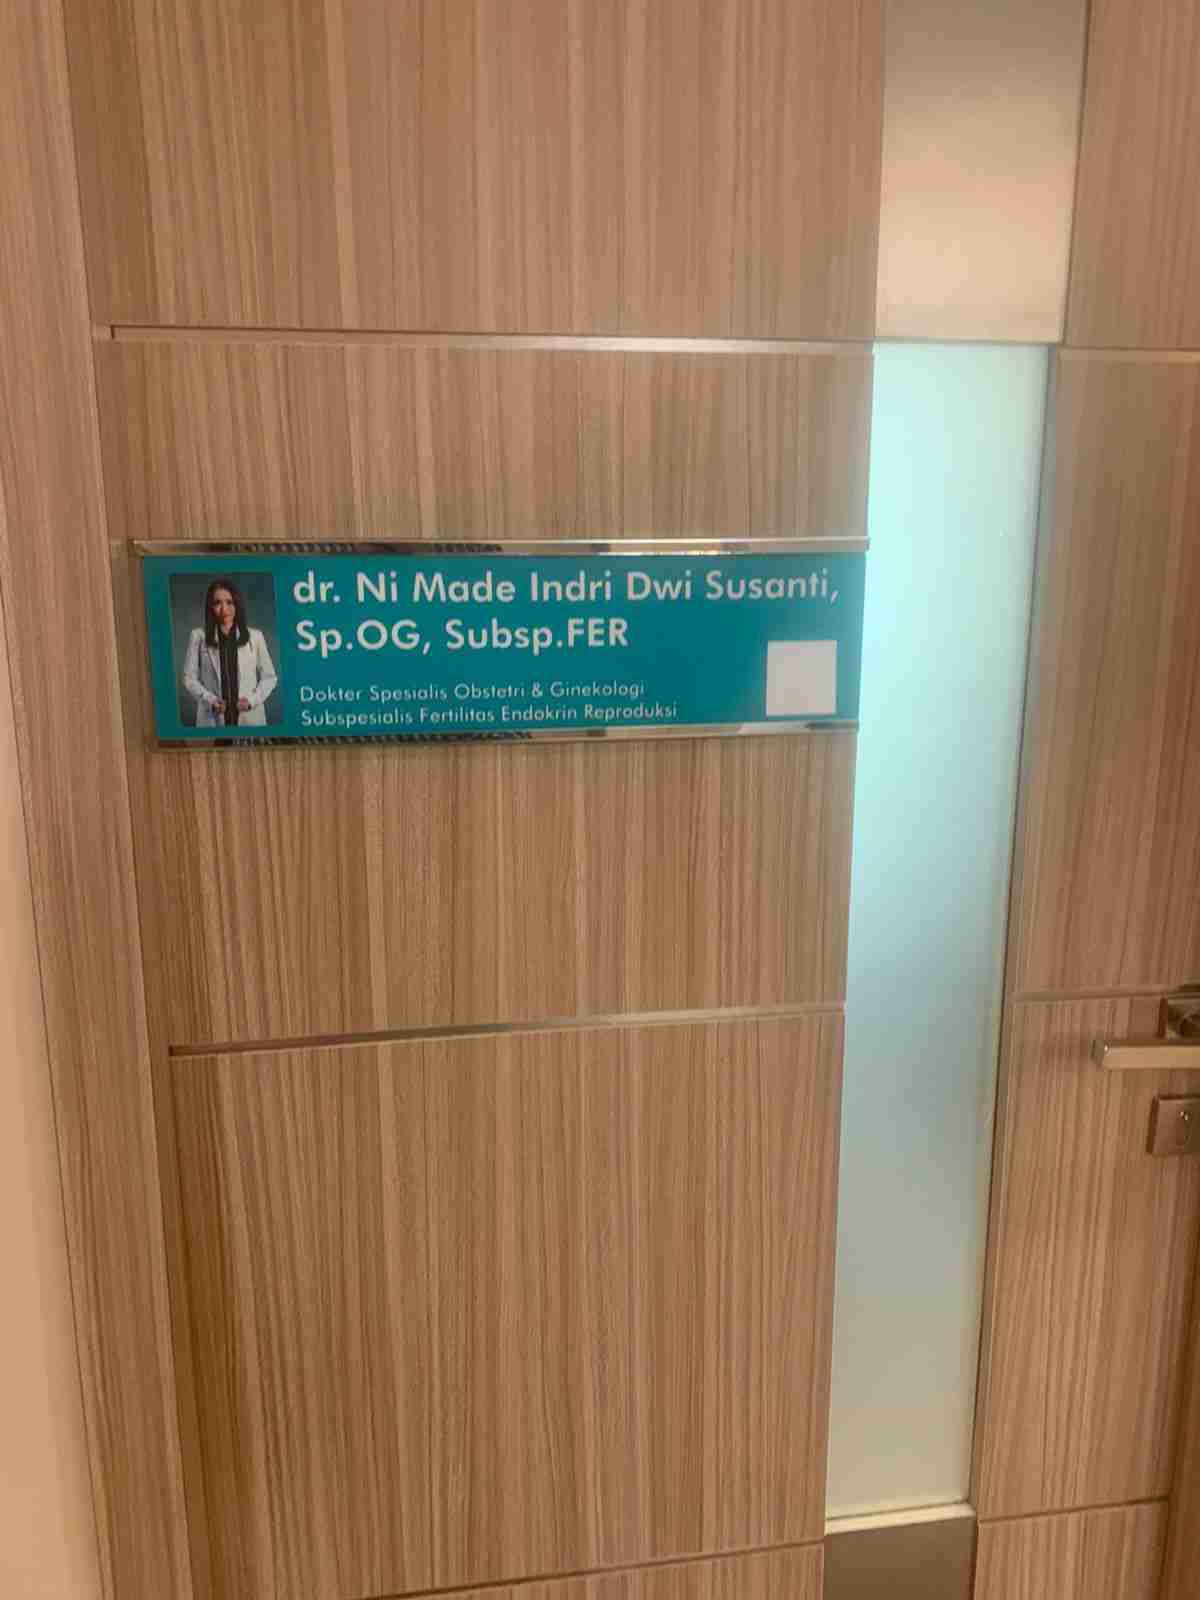 dr. Ni Made Indri Dwi Susanti,
Sp.OG, Subsp.FER
Dokter Spesialis Obstetri & Ginekologi
Subspesialis Fertilitas Endokrin Reproduksi